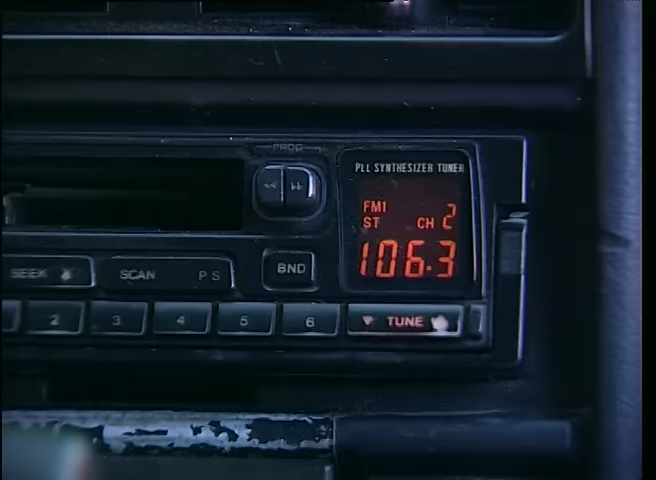 PROG
PLL SYNTHESIZER TUNER
FM1
ST CH 2
106.3
SEEK SCAN PS BND
2 3 4 5 6 TUNE